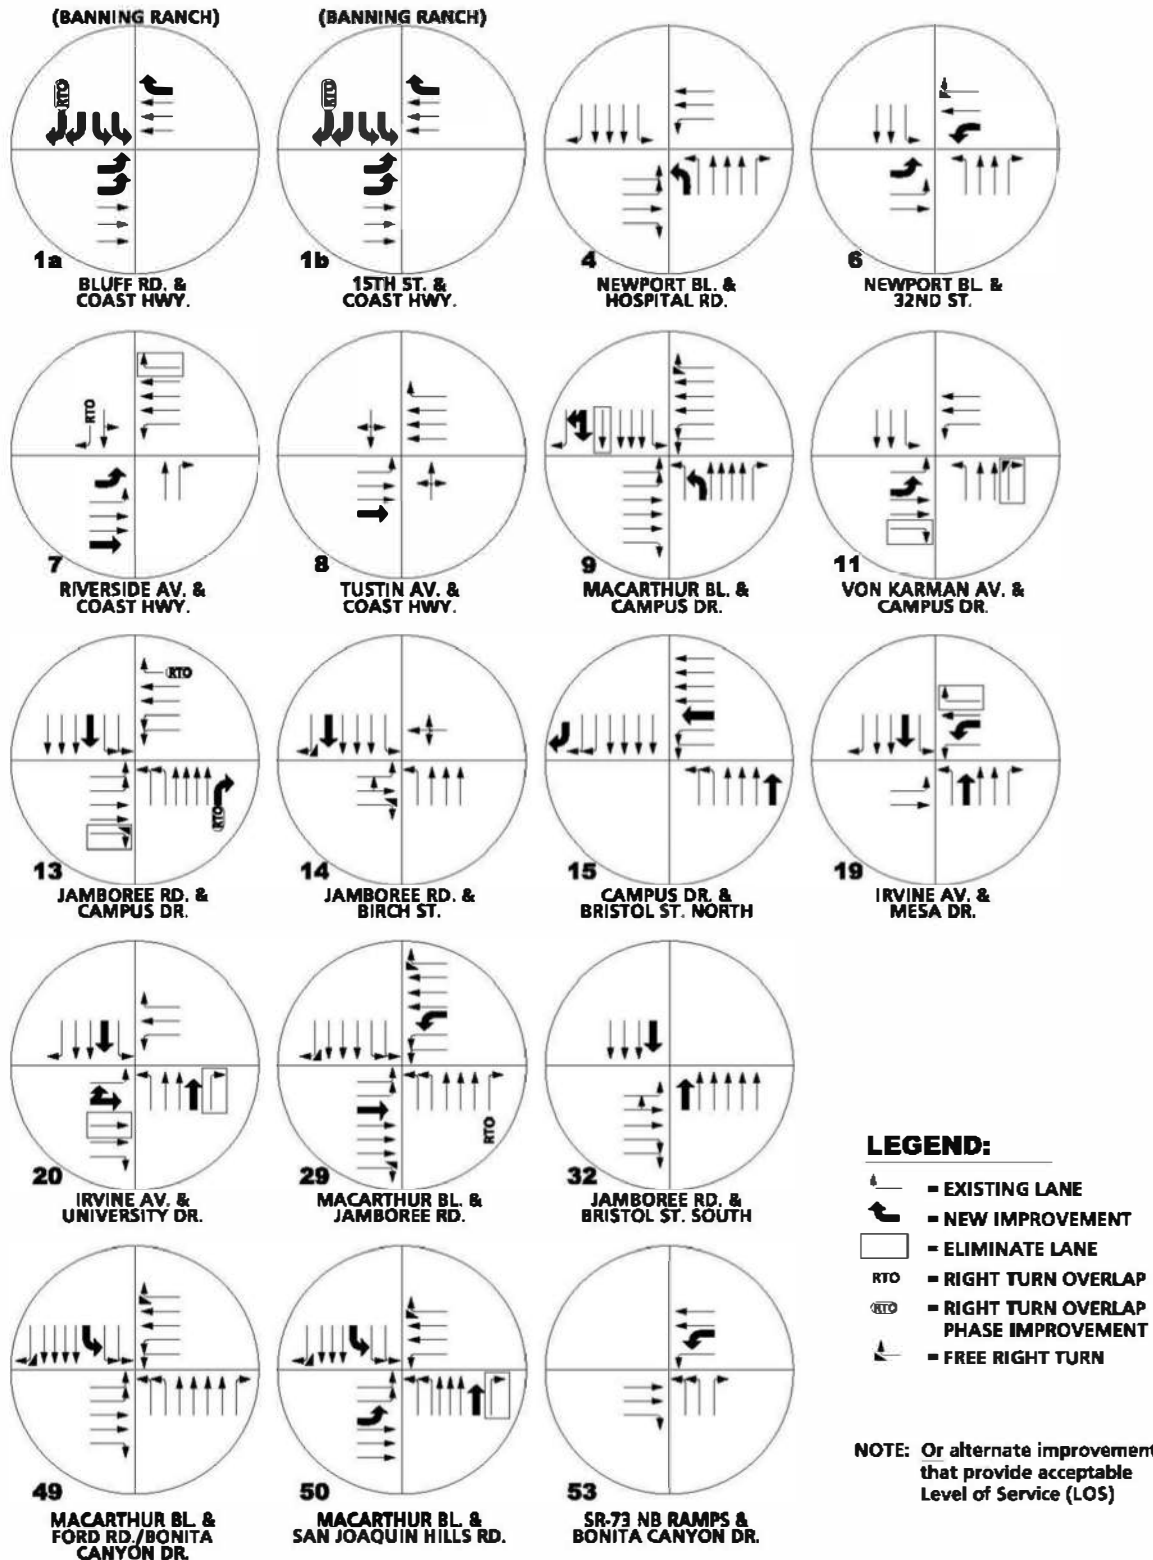 (BANNING RANCH)
(BANNING RANCH)
RTO
RTO
1a
1b
4
6
BLUFF RD. &
COAST HWY.
15TH ST. &
COAST HWY.
NEWPORT BL. &
HOSPITAL RD.
NEWPORT BL. &
32ND ST.
RTO
7
8
9
11
RIVERSIDE AV. &
COAST HWY.
TUSTIN AV. &
COAST HWY.
MACARTHUR BL. &
CAMPUS DR.
VON KARMAN AV. &
CAMPUS DR.
RTO
RTO
13
14
15
19
JAMBOREE RD. &
CAMPUS DR.
JAMBOREE RD. &
BIRCH ST.
CAMPUS DR. &
BRISTOL ST. NORTH
IRVINE AV. &
MESA DR.
RTO
20
29
32
IRVINE AV. &
UNIVERSITY DR.
MACARTHUR BL. &
JAMBOREE RD.
JAMBOREE RD. &
BRISTOL ST. SOUTH
LEGEND:
= EXISTING LANE
= NEW IMPROVEMENT
= ELIMINATE LANE
RTO = RIGHT TURN OVERLAP
RTO = RIGHT TURN OVERLAP
PHASE IMPROVEMENT
= FREE RIGHT TURN
NOTE: Or alternate improvement
that provide acceptable
Level of Service (LOS)
49
50
53
MACARTHUR BL. &
FORD RD./BONITA
CANYON DR.
MACARTHUR BL. &
SAN JOAQUIN HILLS RD.
SR-73 NB RAMPS &
BONITA CANYON DR.